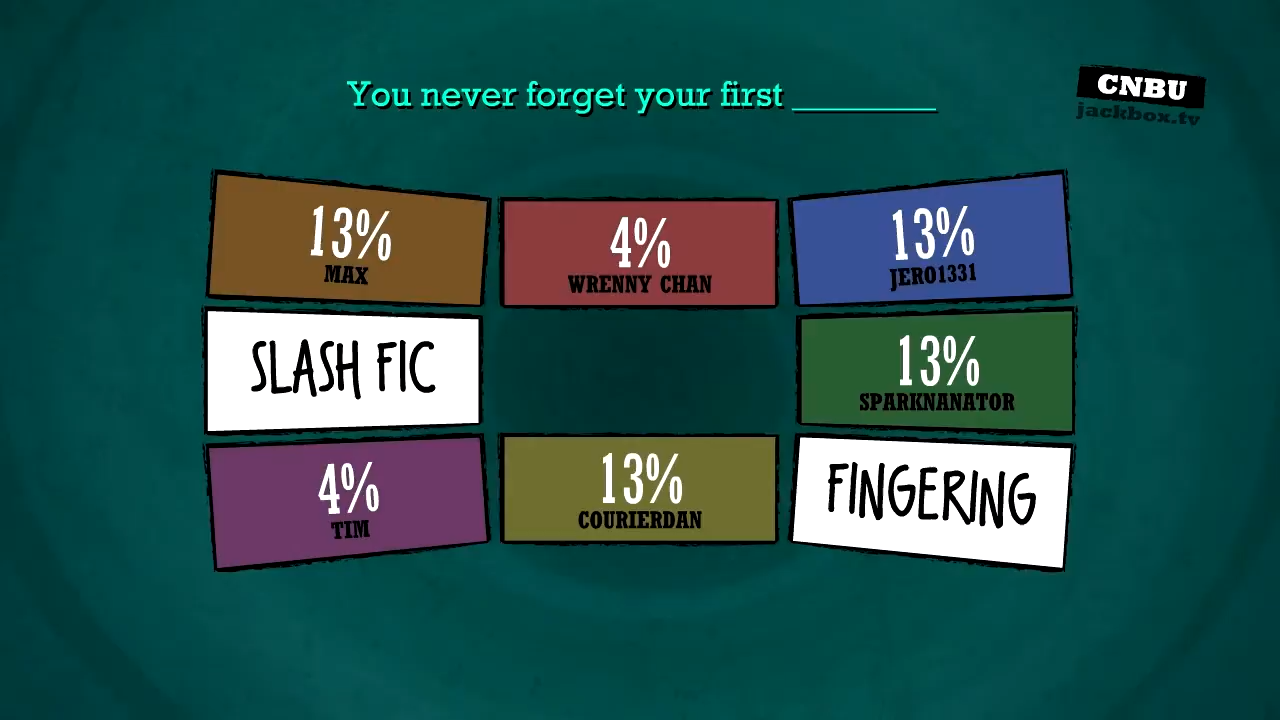 You never forget your first _________
CNBU
jackbox.tv
13%
MAX
4%
WRENNY CHAN
13%
JERO1331
SLASH FIC
13%
SPARKNANATOR
4%
TIM
13%
COURIERDAN
FINGERING